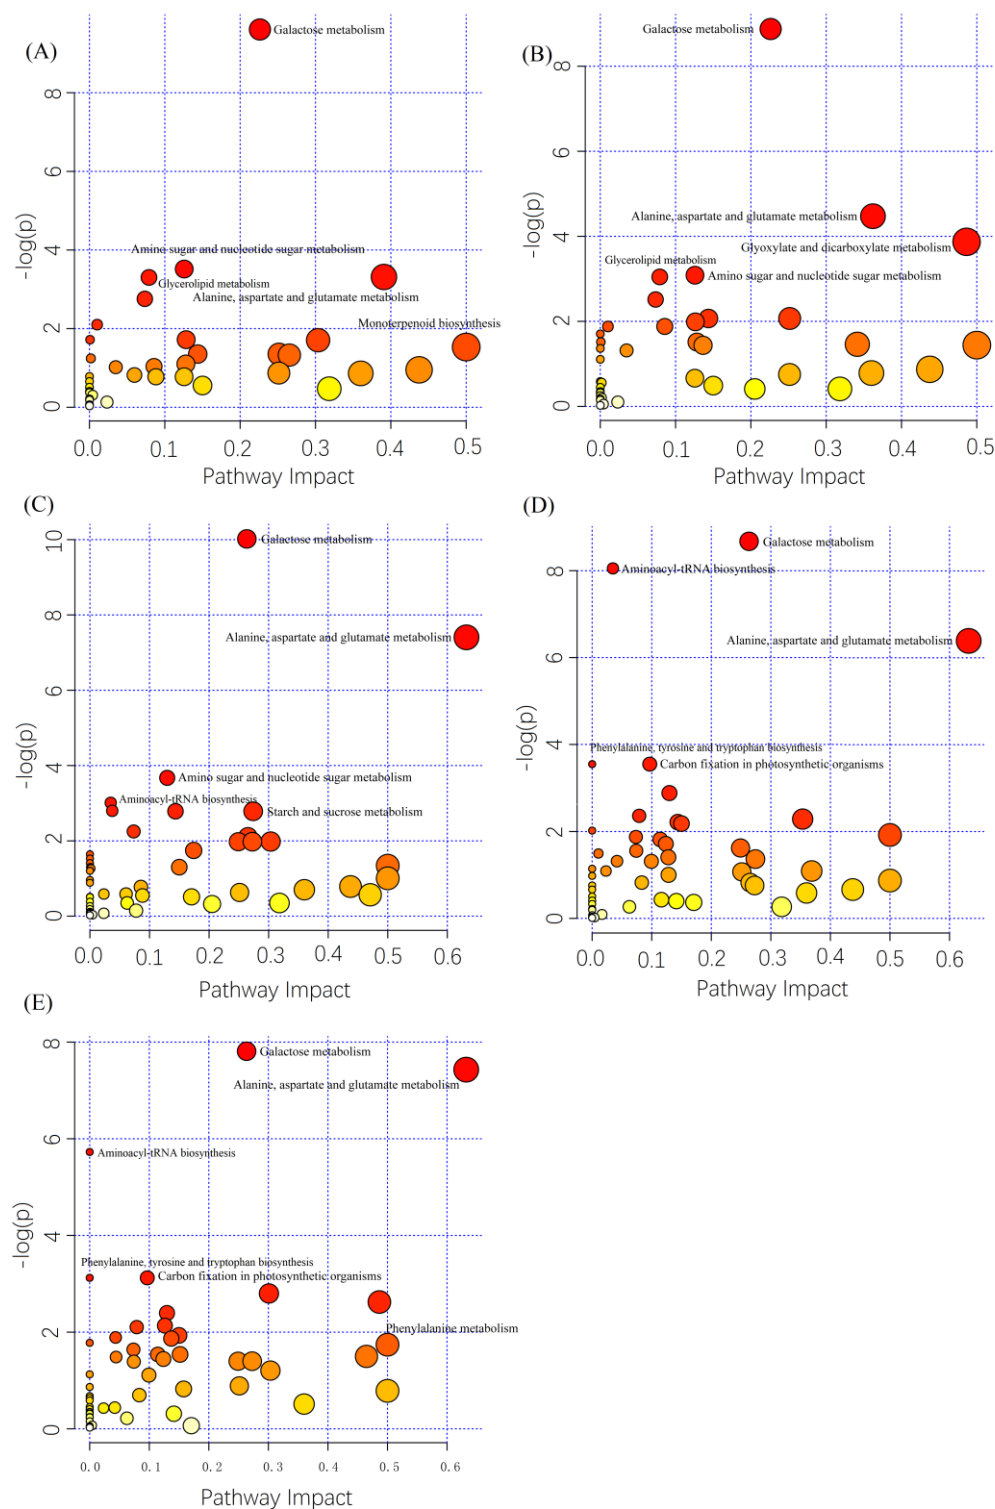 (A)
Galactose metabolism
Amino sugar and nucleotide sugar metabolism
Glycerolipid metabolism
Alanine, aspartate and glutamate metabolism
Monoterpenoid biosynthesis
-log(p)
8
6
4
2
0
0.0 0.1 0.2 0.3 0.4 0.5
Pathway Impact
(B)
Galactose metabolism
Alanine, aspartate and glutamate metabolism
Glyoxylate and dicarboxylate metabolism
Glycerolipid metabolism
Amino sugar and nucleotide sugar metabolism
-log(p)
8
6
4
2
0
0.0 0.1 0.2 0.3 0.4 0.5
Pathway Impact
(C)
Galactose metabolism
Alanine, aspartate and glutamate metabolism
Amino sugar and nucleotide sugar metabolism
Aminoacyl-tRNA biosynthesis
Starch and sucrose metabolism
-log(p)
10
8
6
4
2
0
0.0 0.1 0.2 0.3 0.4 0.5 0.6
Pathway Impact
(D)
Galactose metabolism
Aminoacyl-tRNA biosynthesis
Alanine, aspartate and glutamate metabolism
Phenylalanine, tyrosine and tryptophan biosynthesis
Carbon fixation in photosynthetic organisms
-log(p)
8
6
4
2
0
0.0 0.1 0.2 0.3 0.4 0.5 0.6
Pathway Impact
(E)
Galactose metabolism
Alanine, aspartate and glutamate metabolism
Aminoacyl-tRNA biosynthesis
Phenylalanine, tyrosine and tryptophan biosynthesis
Carbon fixation in photosynthetic organisms
Phenylalanine metabolism
-log(p)
8
6
4
2
0
0.0 0.1 0.2 0.3 0.4 0.5 0.6
Pathway Impact